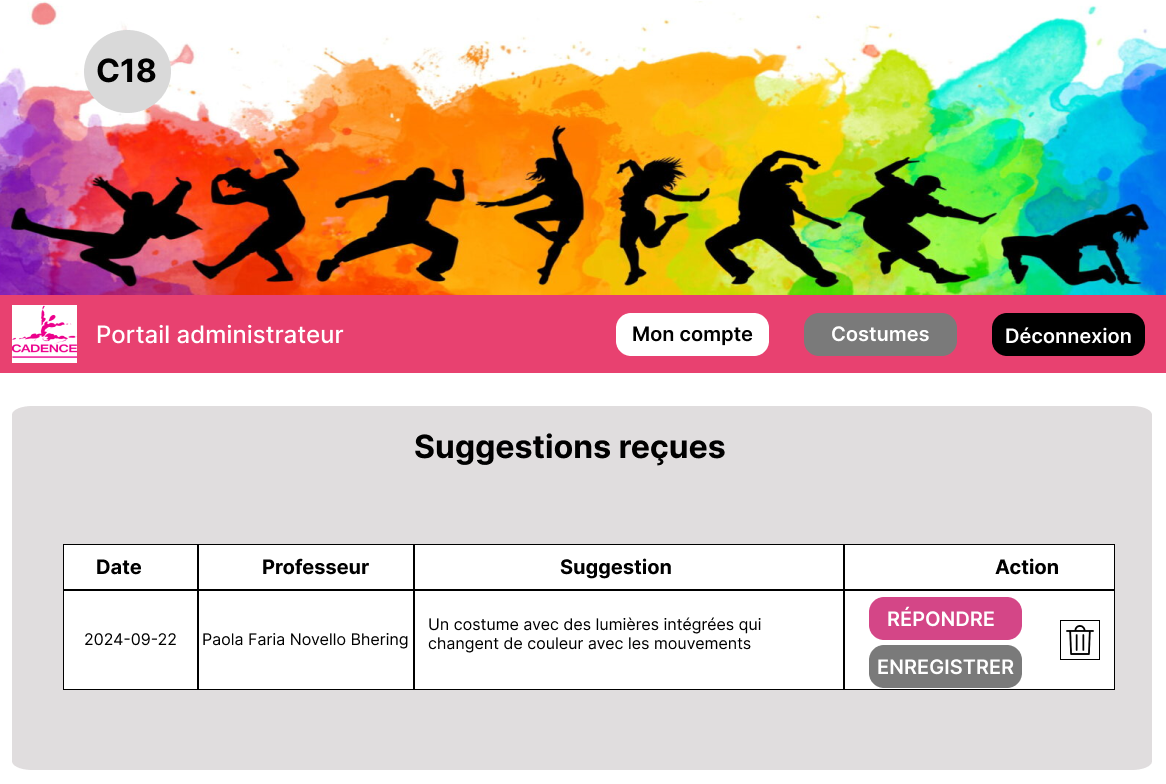 C18
CADENCE
Portail administrateur
Mon compte
Costumes
Déconnexion
Suggestions reçues
Date
Professeur
Suggestion
Action
2024-09-22
Paola Faria Novello Bhering
Un costume avec des lumières intégrées qui
changent de couleur avec les mouvements
RÉPONDRE
ENREGISTRER